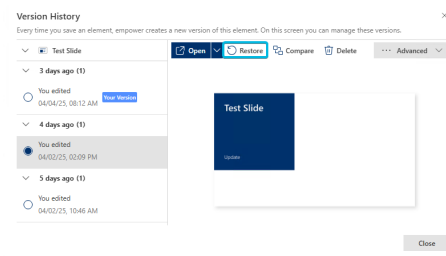 Version History
Every time you save an element, empower creates a new version of this element. On this screen you can manage these versions.
Test Slide
Open Restore Compare Delete ... Advanced
3 days ago (1)
You edited
04/04/25, 08:12 AM Your Version
4 days ago (1)
You edited
04/02/25, 02:09 PM
5 days ago (1)
You edited
04/02/25, 10:46 AM
Test Slide
Update
Close